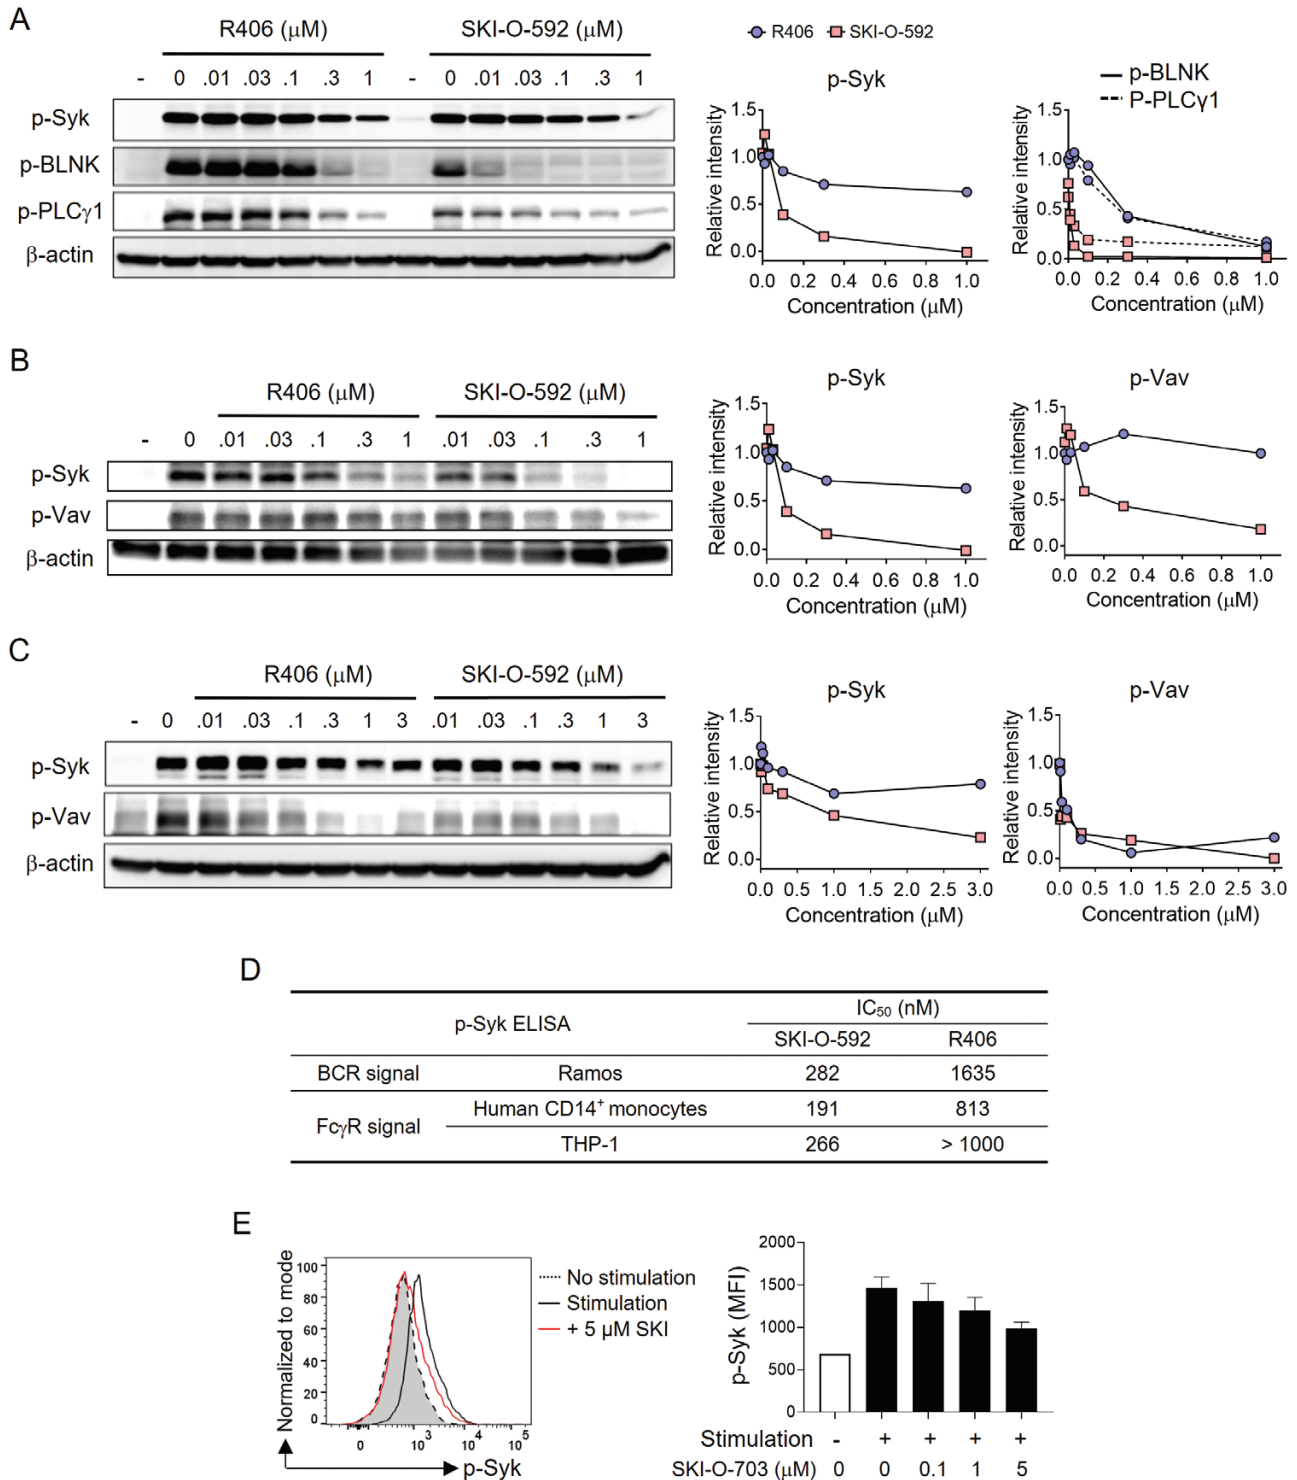 A
R406 (μM) SKI-O-592 (μM)
- 0 .01 .03 .1 .3 1 - 0 .01 .03 .1 .3 1
p-Syk
p-BLNK
p-PLCγ1
β-actin
R406 SKI-O-592
p-Syk
Relative intensity
1.5
1.0
0.5
0.0
0.0 0.2 0.4 0.6 0.8 1.0
Concentration (μM)
p-BLNK
P-PLCγ1
Relative intensity
1.5
1.0
0.5
0.0
0.0 0.2 0.4 0.6 0.8 1.0
Concentration (μM)
B
R406 (μM) SKI-O-592 (μM)
- 0 .01 .03 .1 .3 1 .01 .03 .1 .3 1
p-Syk
p-Vav
β-actin
p-Syk
Relative intensity
1.5
1.0
0.5
0.0
0.0 0.2 0.4 0.6 0.8 1.0
Concentration (μM)
p-Vav
Relative intensity
1.5
1.0
0.5
0.0
0.0 0.2 0.4 0.6 0.8 1.0
Concentration (μM)
C
R406 (μM) SKI-O-592 (μM)
- 0 .01 .03 .1 .3 1 3 .01 .03 .1 .3 1 3
p-Syk
p-Vav
β-actin
p-Syk
Relative intensity
1.5
1.0
0.5
0.0
0.0 0.5 1.0 1.5 2.0 2.5 3.0
Concentration (μM)
p-Vav
Relative intensity
1.5
1.0
0.5
0.0
0.0 0.5 1.0 1.5 2.0 2.5 3.0
Concentration (μM)
D
p-Syk ELISA IC50 (nM)
SKI-O-592 R406
BCR signal Ramos 282 1635
FcγR signal Human CD14+ monocytes 191 813
THP-1 266 > 1000
E
Normalized to mode
100
80
60
40
20
0
0 10^3 10^4 10^5
p-Syk
No stimulation
Stimulation
+ 5 μM SKI
p-Syk (MFI)
2000
1500
1000
500
0
Stimulation - + + + +
SKI-O-703 (μM) 0 0 0.1 1 5